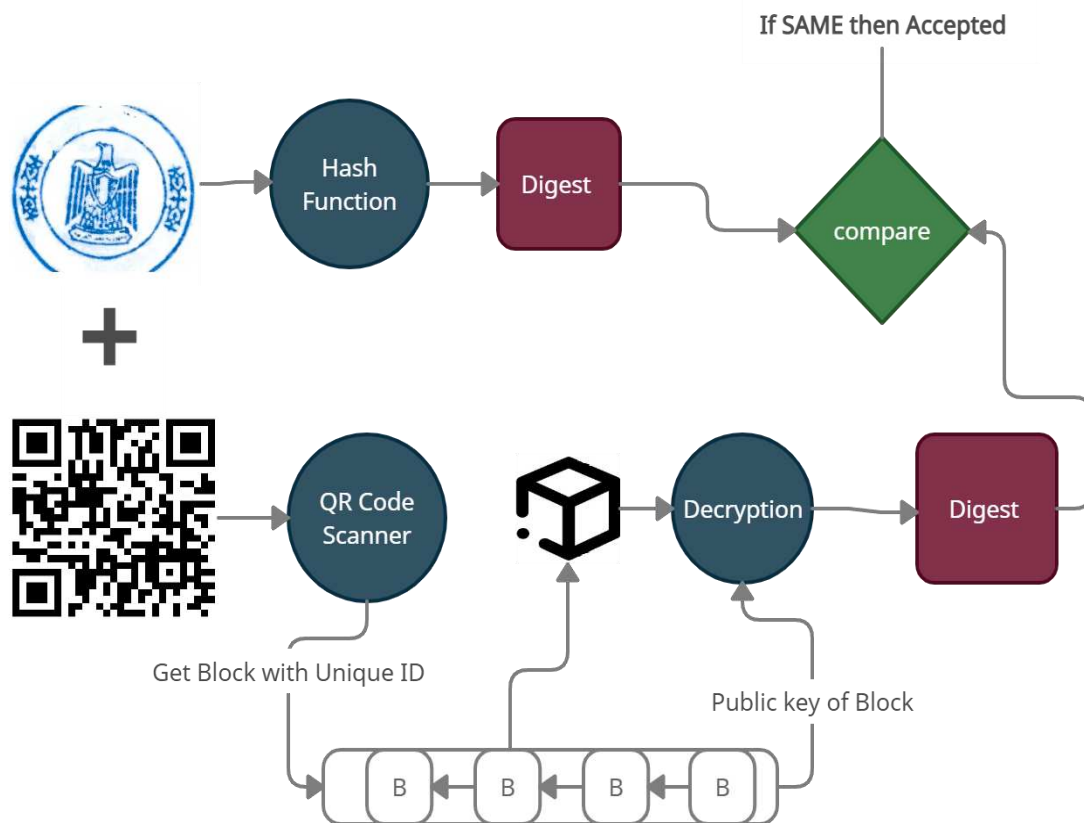 If SAME then Accepted
Hash
Function
Digest
compare
QR Code
Scanner
Decryption
Digest
Get Block with Unique ID
Public key of Block
B
B
B
B